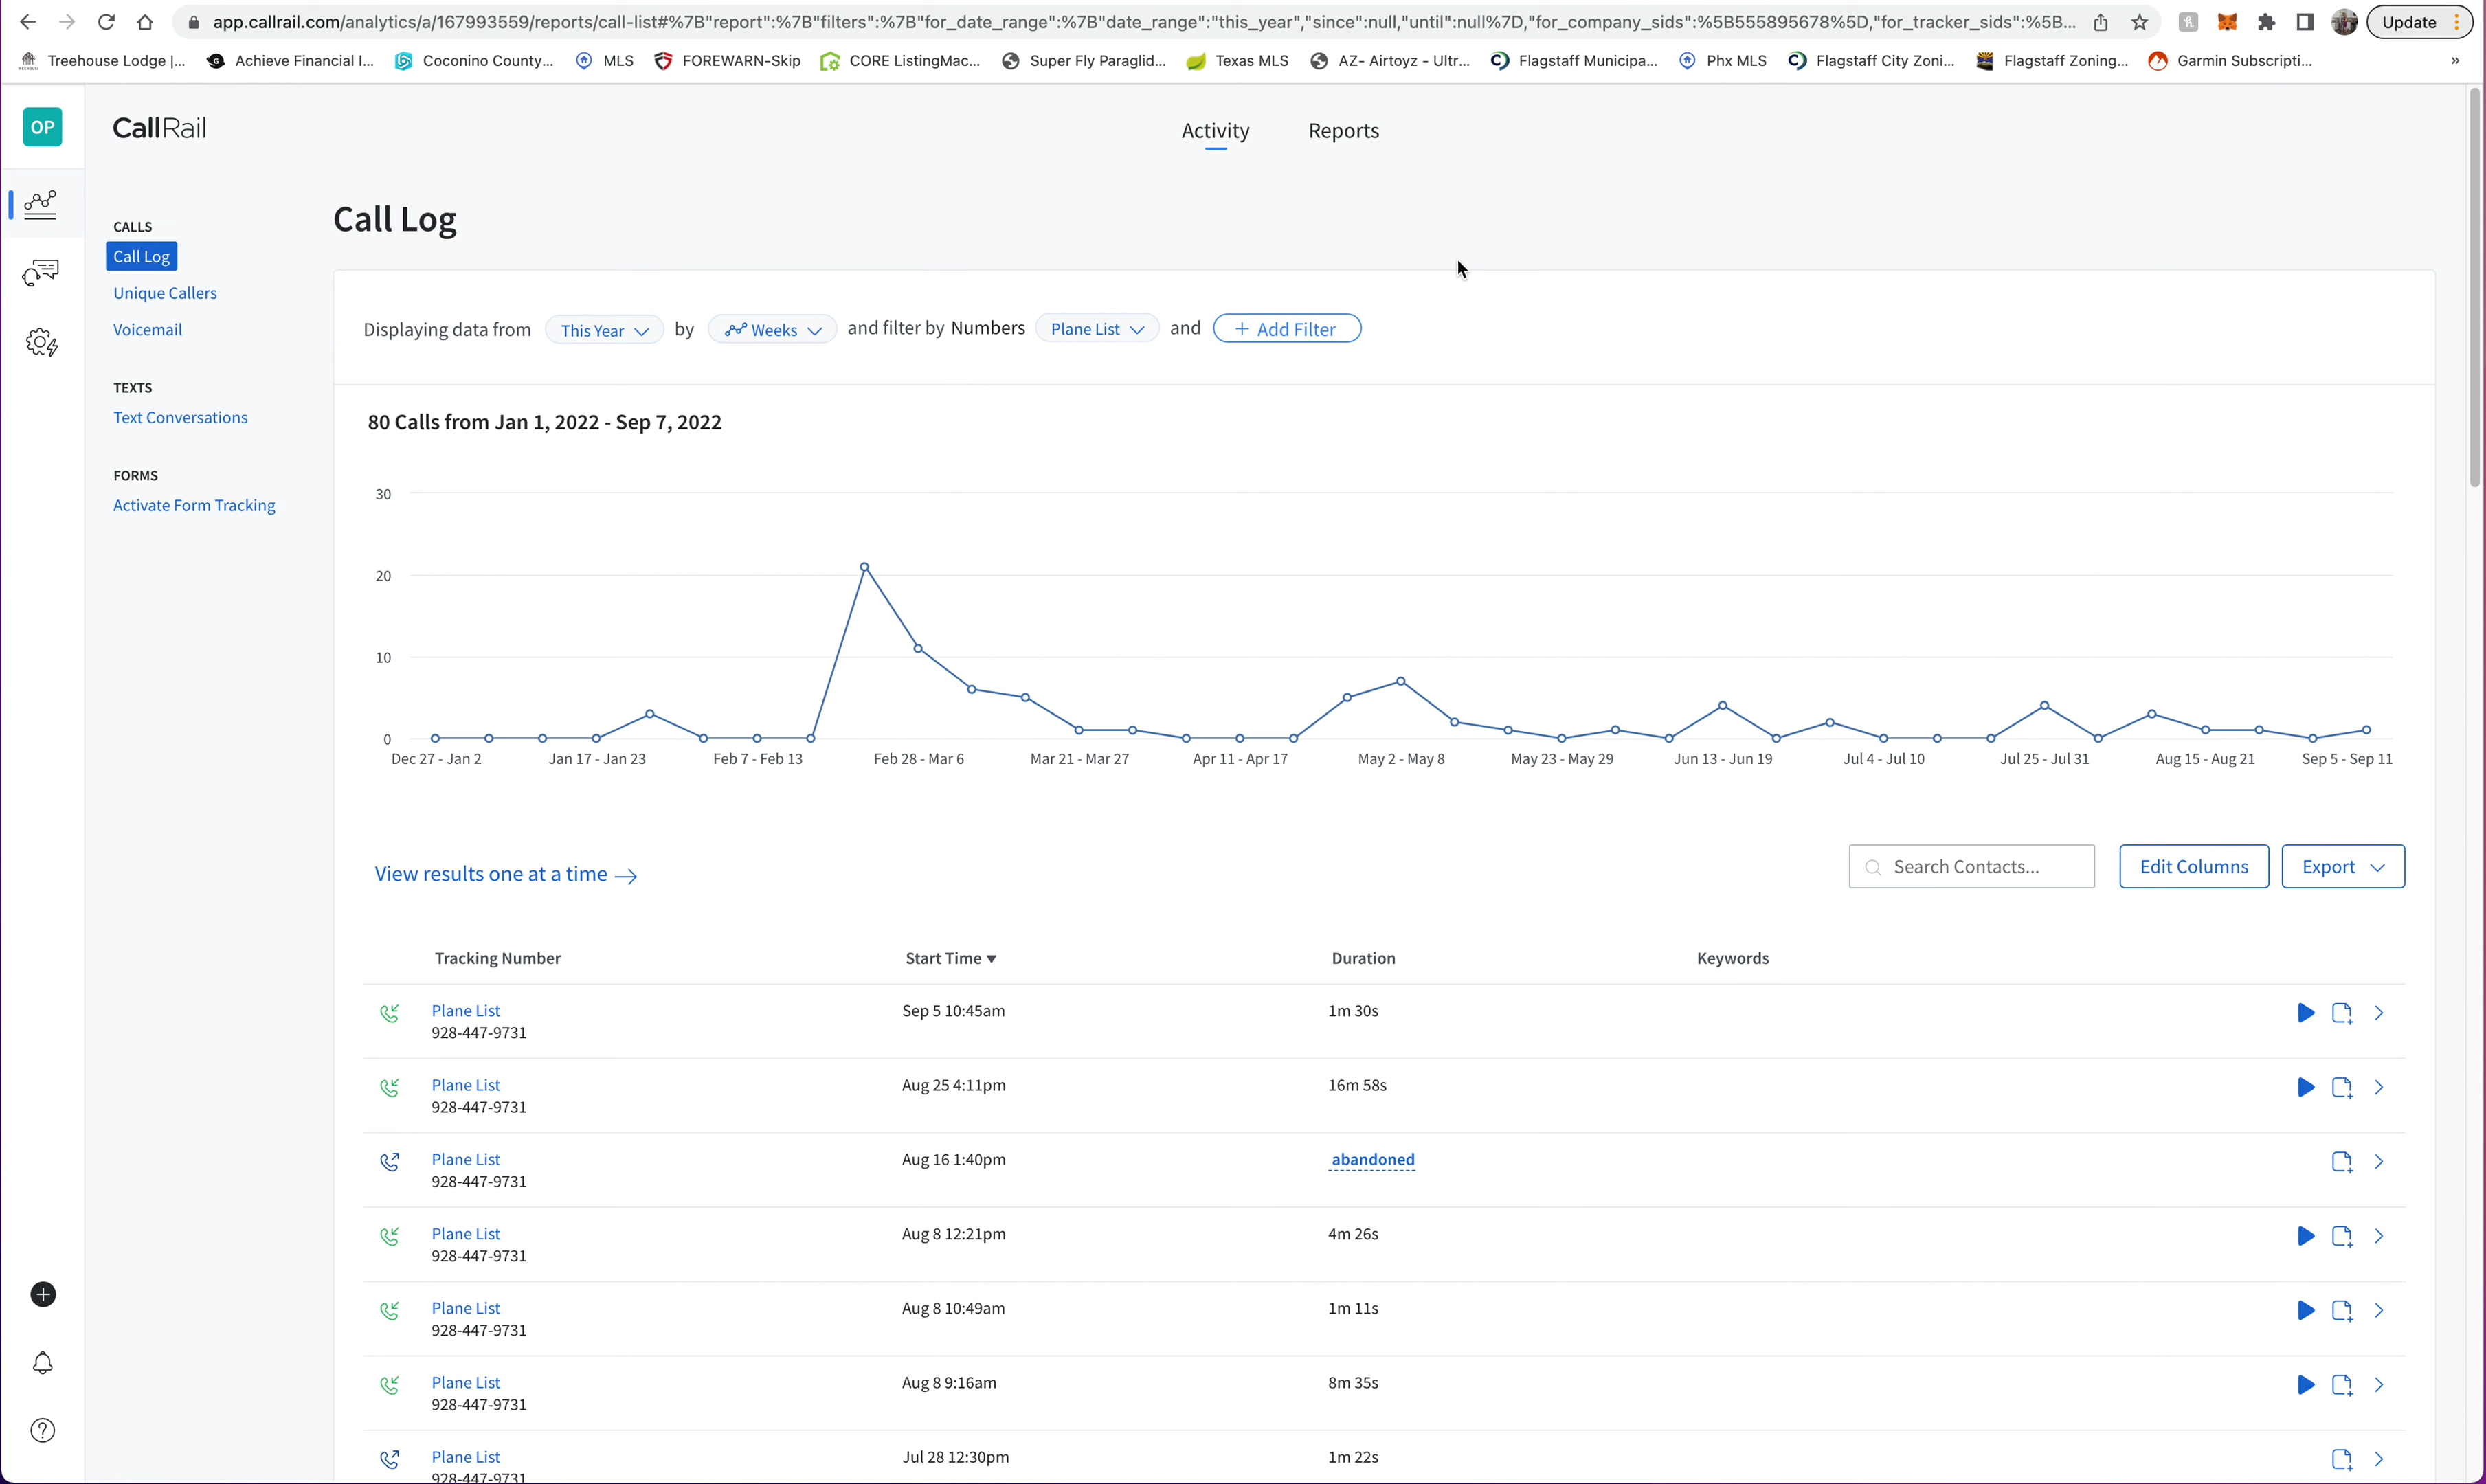 app.callrail.com/analytics/a/167993559/reports/call-list#%7B"report":%7B"filters":%7B"for_date_range":%7B"date_range":"this_year","since":null,"until":null%7D,"for_company_sids":%5B555895678%5D,"for_tracker_sids":%5B...
Update
Treehouse Lodge |...
Achieve Financial I...
Coconino County...
MLS
FOREWARN-Skip
CORE ListingMac...
Super Fly Paraglid...
Texas MLS
AZ- Airtoyz - Ultr...
Flagstaff Municipa...
Phx MLS
Flagstaff City Zoni...
Flagstaff Zoning...
Garmin Subscripti...
»
OP
CallRail
Activity
Reports
CALLS
Call Log
Unique Callers
Voicemail
TEXTS
Text Conversations
FORMS
Activate Form Tracking
Call Log
Displaying data from This Year by Weeks and filter by Numbers Plane List and + Add Filter
80 Calls from Jan 1, 2022 - Sep 7, 2022
30
20
10
0
Dec 27 - Jan 2
Jan 17 - Jan 23
Feb 7 - Feb 13
Feb 28 - Mar 6
Mar 21 - Mar 27
Apr 11 - Apr 17
May 2 - May 8
May 23 - May 29
Jun 13 - Jun 19
Jul 4 - Jul 10
Jul 25 - Jul 31
Aug 15 - Aug 21
Sep 5 - Sep 11
View results one at a time →
Search Contacts...
Edit Columns
Export
Tracking Number
Start Time ▼
Duration
Keywords
Plane List
928-447-9731
Sep 5 10:45am
1m 30s
Plane List
928-447-9731
Aug 25 4:11pm
16m 58s
Plane List
928-447-9731
Aug 16 1:40pm
abandoned
Plane List
928-447-9731
Aug 8 12:21pm
4m 26s
Plane List
928-447-9731
Aug 8 10:49am
1m 11s
Plane List
928-447-9731
Aug 8 9:16am
8m 35s
Plane List
928-447-9731
Jul 28 12:30pm
1m 22s